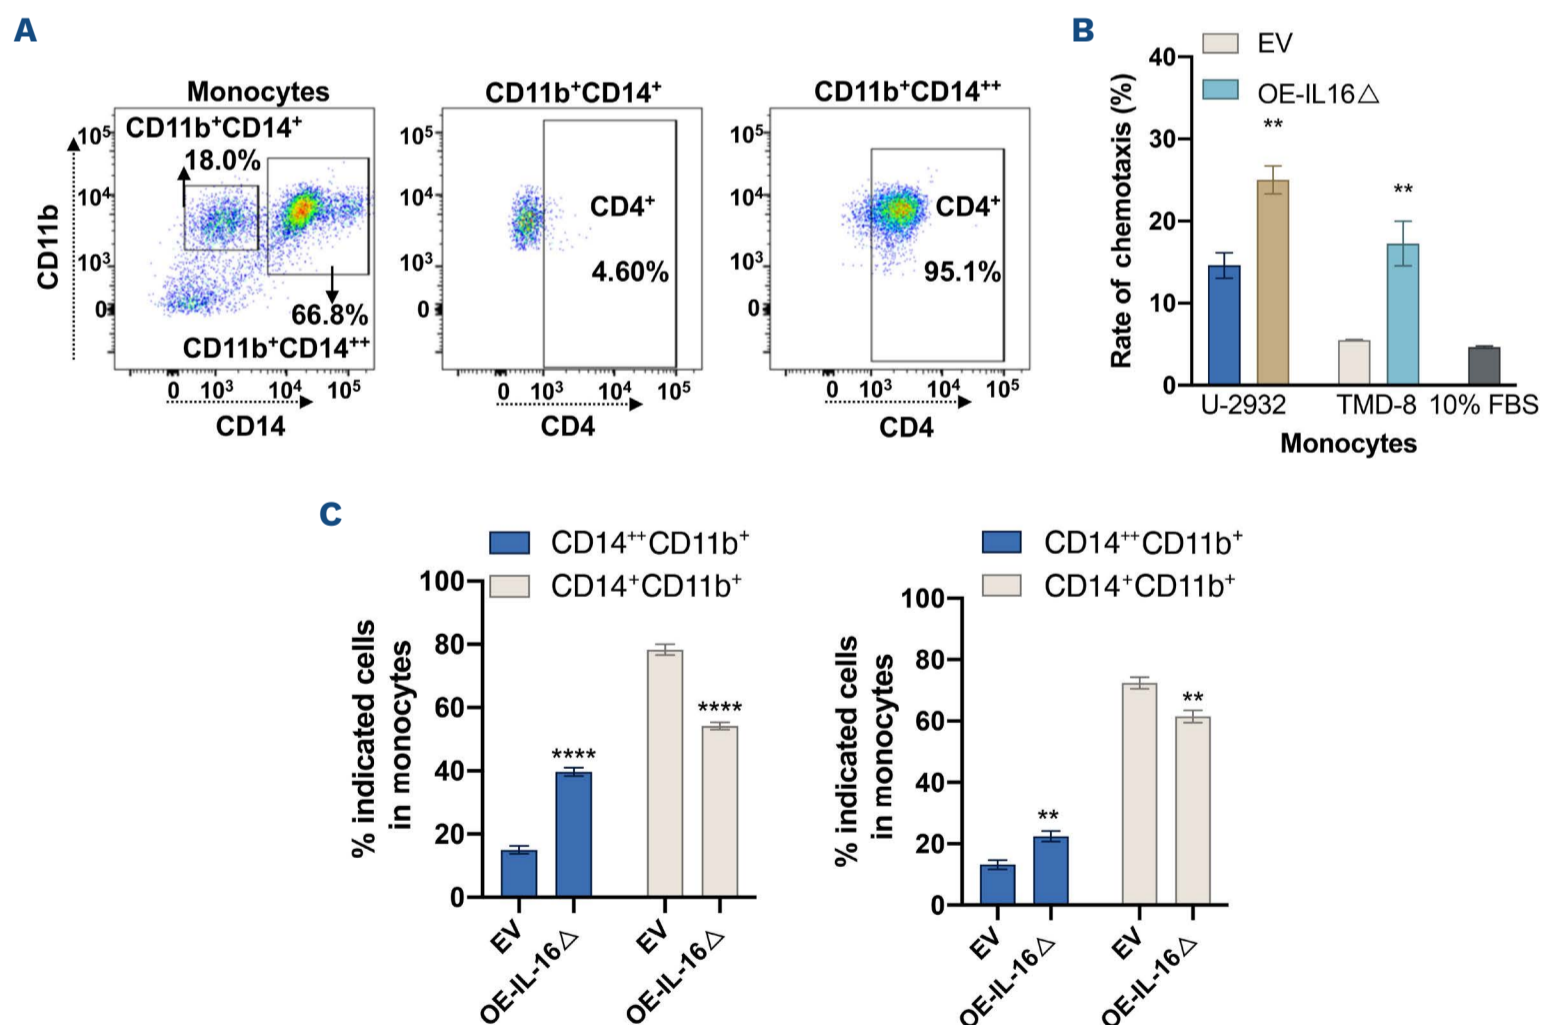 A
Monocytes
CD11b⁺CD14⁺
18.0%
66.8%
CD11b⁺CD14⁺⁺
CD11b
10⁵
10⁴
10³
0
0 10³ 10⁴ 10⁵
CD14
CD11b⁺CD14⁺
10⁵
10⁴
10³
0
CD4⁺
4.60%
0 10³ 10⁴ 10⁵
CD4
CD11b⁺CD14⁺⁺
10⁵
10⁴
10³
0
CD4⁺
95.1%
0 10³ 10⁴ 10⁵
CD4
B
EV
OE-IL16△
Rate of chemotaxis (%)
40
30
20
10
0
**
**
U-2932 TMD-8 10% FBS
Monocytes
C
CD14⁺⁺CD11b⁺
CD14⁺CD11b⁺
% indicated cells
in monocytes
100
80
60
40
20
0
****
****
EV
OE-IL-16△
EV
OE-IL-16△
CD14⁺⁺CD11b⁺
CD14⁺CD11b⁺
% indicated cells
in monocytes
100
80
60
40
20
0
**
**
EV
OE-IL-16△
EV
OE-IL-16△